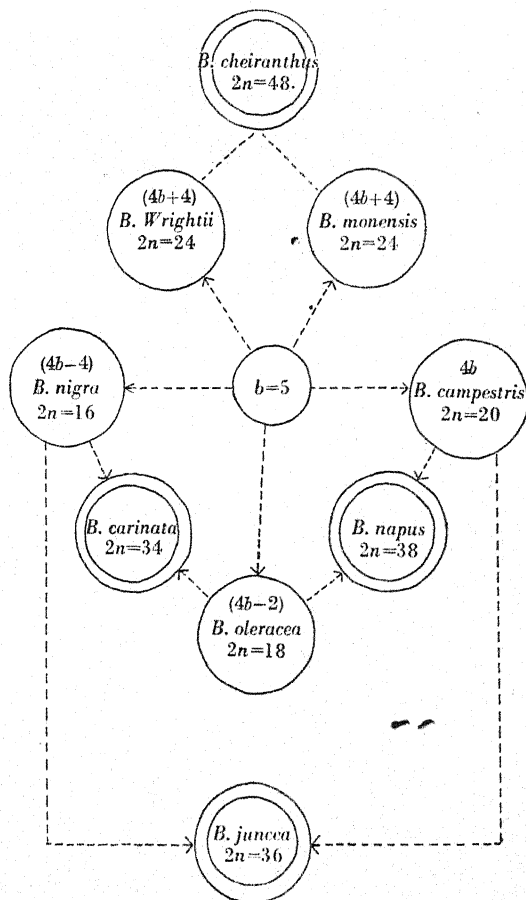 B. cheiranthus
2n=48.
(4b+4)
B. Wrightii
2n=24
(4b+4)
B. monensis
2n=24
(4b-4)
B. nigra
2n=16
b=5
4b
B. campestris
2n=20
B. carinata
2n=34
B. napus
2n=38
(4b-2)
B. oleracea
2n=18
B. juncea
2n=36